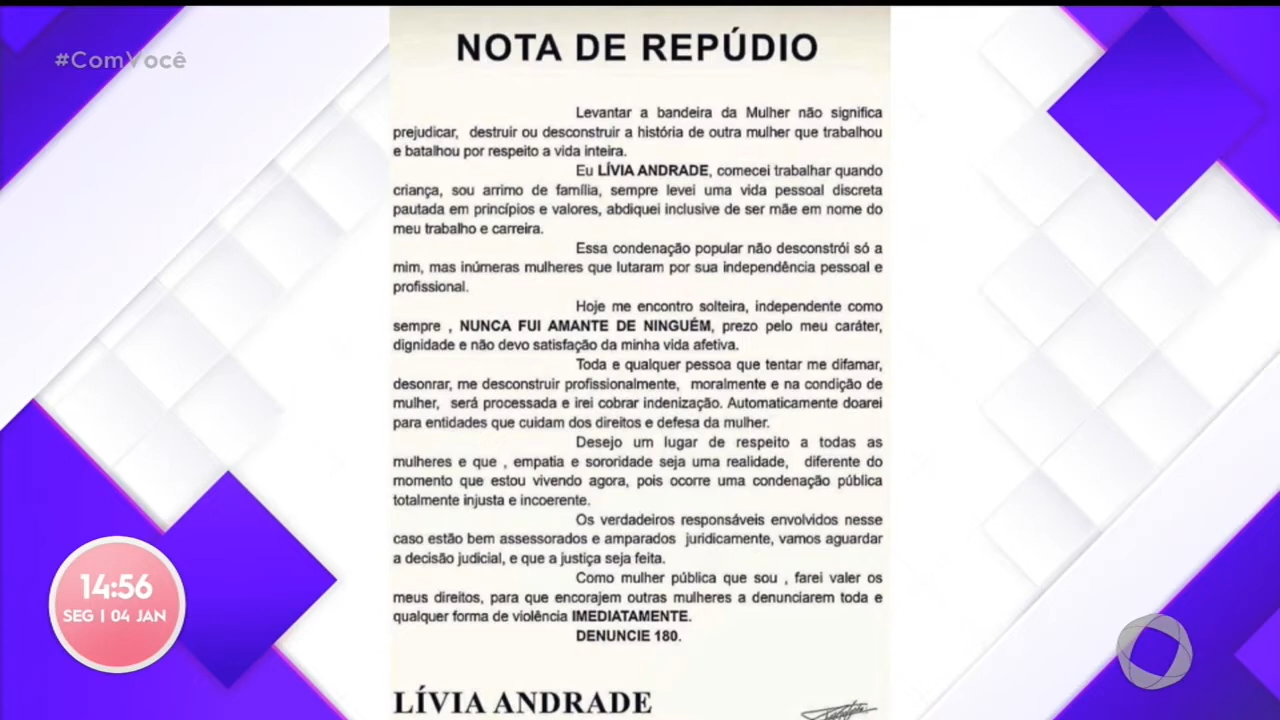 #ComVocê
NOTA DE REPÚDIO
Levantar a bandeira da Mulher não significa
prejudicar, destruir ou desconstruir a história de outra mulher que trabalhou
e batalhou por respeito a vida inteira.
Eu LÍVIA ANDRADE, comecei trabalhar quando
criança, sou arrimo de família, sempre levei uma vida pessoal discreta
pautada em princípios e valores, abdiquei inclusive de ser mãe em nome do
meu trabalho e carreira.
Essa condenação popular não desconstrói só a
mim, mas inúmeras mulheres que lutaram por sua independência pessoal e
profissional.
Hoje me encontro solteira, independente como
sempre , NUNCA FUI AMANTE DE NINGUÉM, prezo pelo meu caráter,
dignidade e não devo satisfação da minha vida afetiva.
Toda e qualquer pessoa que tentar me difamar,
desonrar, me desconstruir profissionalmente, moralmente e na condição de
mulher, será processada e irei cobrar indenização. Automaticamente doarei
para entidades que cuidam dos direitos e defesa da mulher.
Desejo um lugar de respeito a todas as
mulheres e que , empatia e sororidade seja uma realidade, diferente do
momento que estou vivendo agora, pois ocorre uma condenação pública
totalmente injusta e incoerente.
Os verdadeiros responsáveis envolvidos nesse
caso estão bem assessorados e amparados juridicamente, vamos aguardar
a decisão judicial, e que a justiça seja feita.
Como mulher pública que sou , farei valer os
meus direitos, para que encorajem outras mulheres a denunciarem toda e
qualquer forma de violência IMEDIATAMENTE.
DENUNCIE 180.
LÍVIA ANDRADE
14:56
SEG | 04 JAN